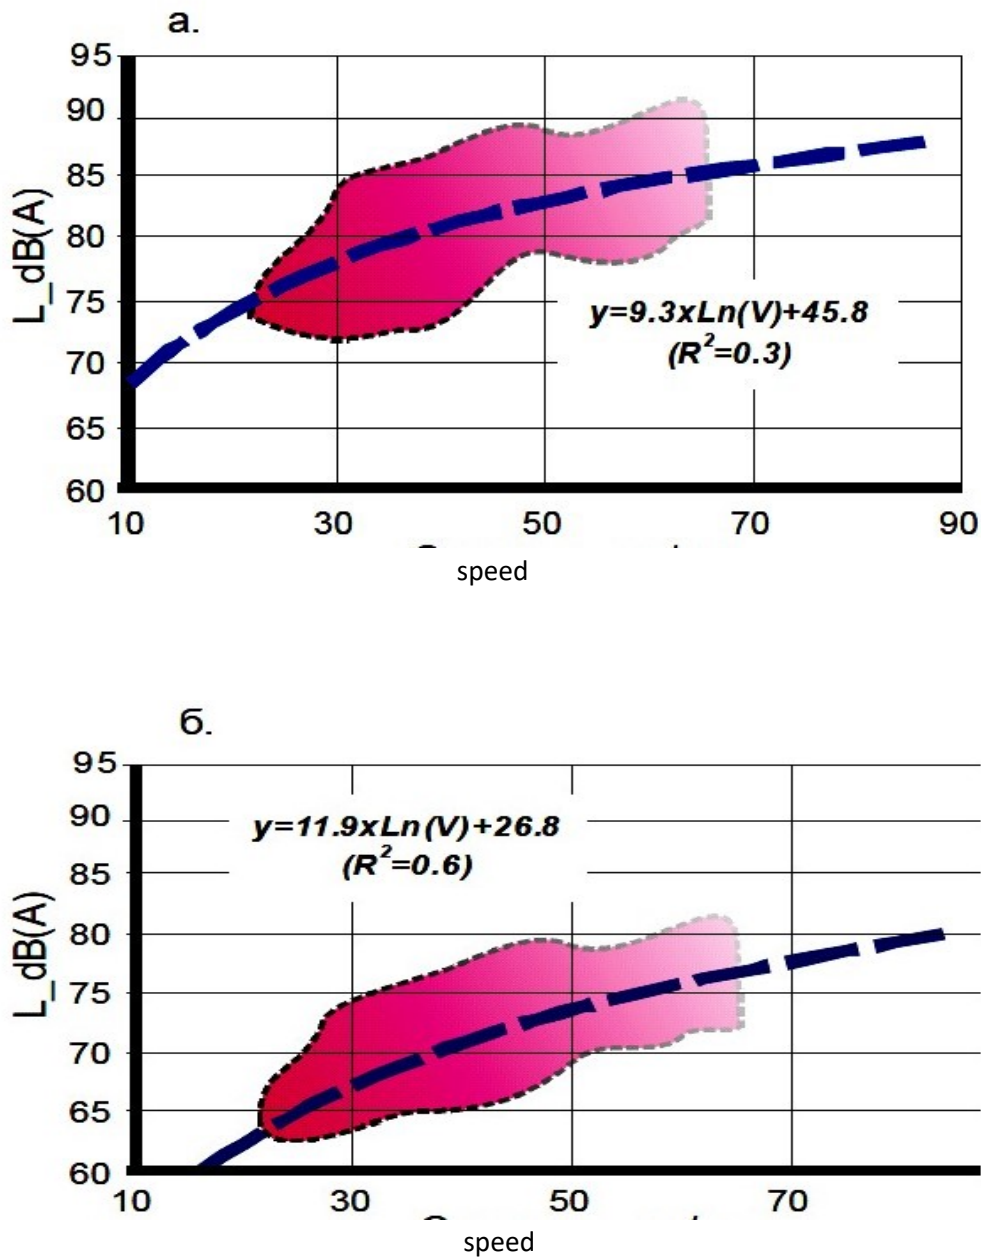 а.
95
90
85
80
75
70
65
60
L_dB(A)
y=9.3xLn(V)+45.8
(R²=0.3)
10 30 50 70 90
speed
б.
95
90
85
80
75
70
65
60
L_dB(A)
y=11.9xLn(V)+26.8
(R²=0.6)
10 30 50 70
speed